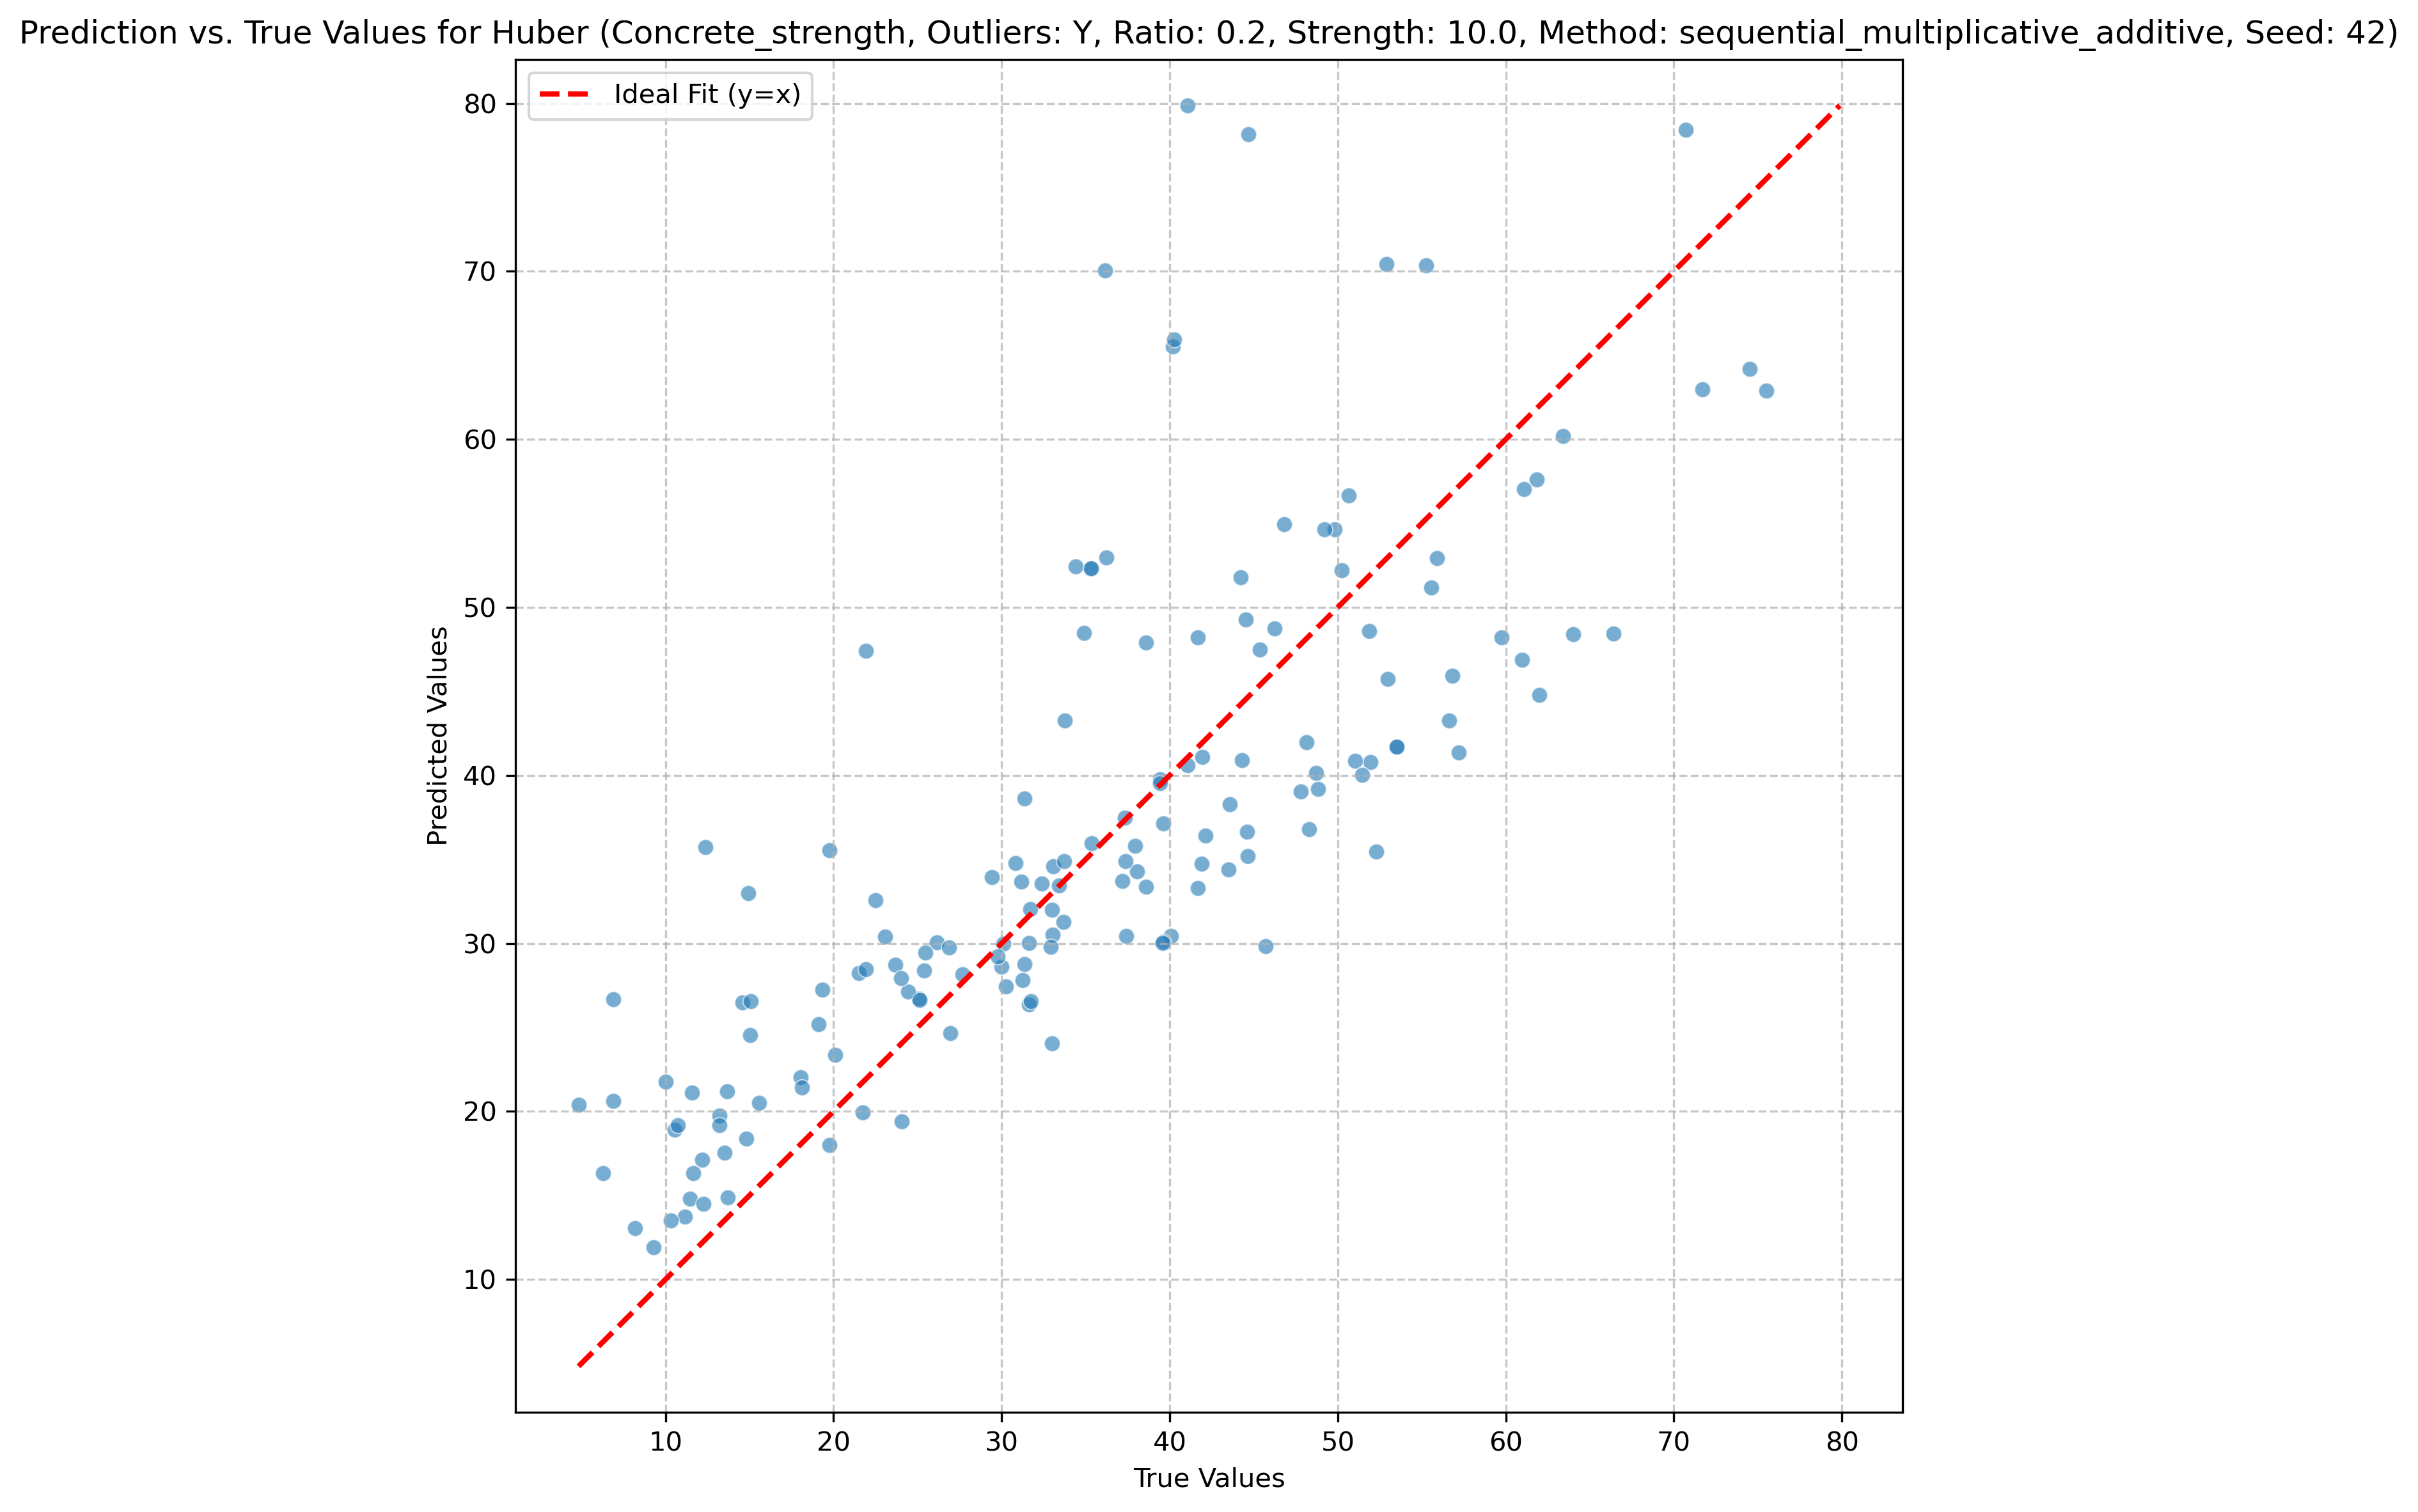 Prediction vs. True Values for Huber (Concrete_strength, Outliers: Y, Ratio: 0.2, Strength: 10.0, Method: sequential_multiplicative_additive, Seed: 42)
Ideal Fit (y=x)
Predicted Values
80
70
60
50
40
30
20
10
10 20 30 40 50 60 70 80
True Values